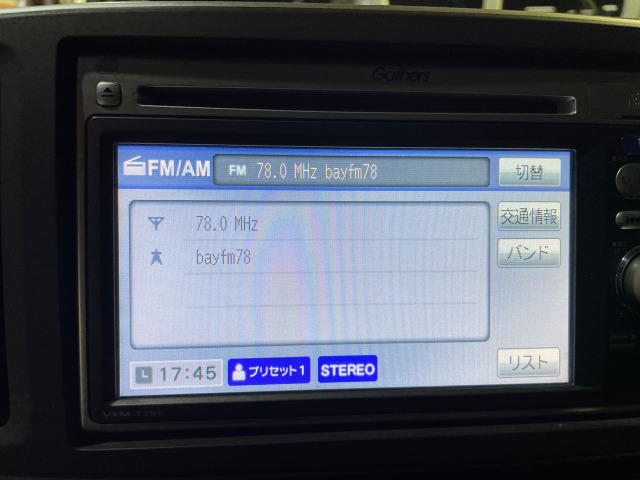 Gathers
FM/AM
FM 78.0 MHz bayfm78
切替
78.0 MHz
交通情報
bayfm78
バンド
リスト
17:45
プリセット1
STEREO